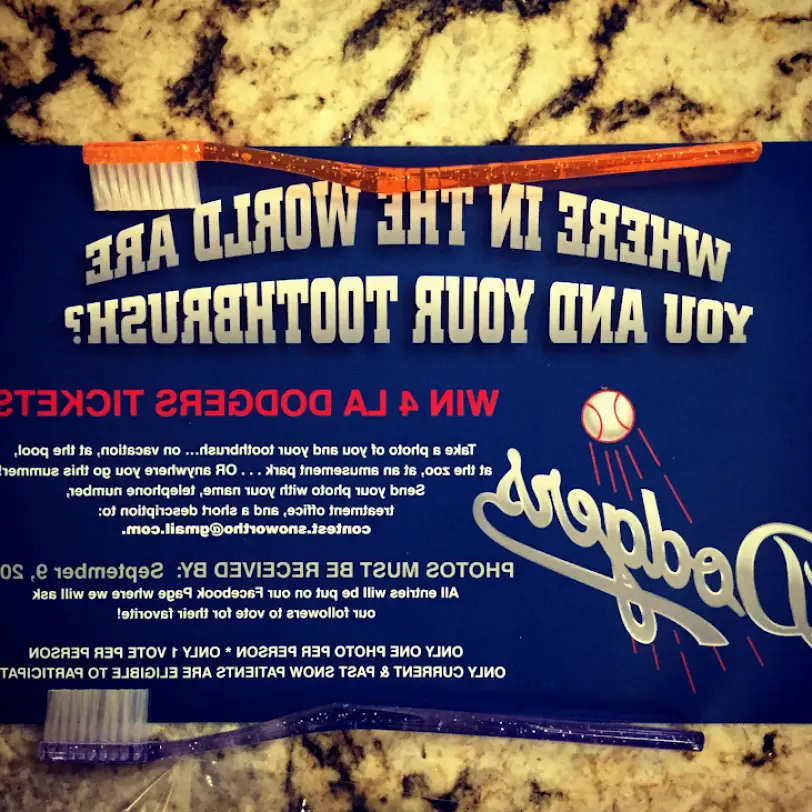 WHERE IN THE WORLD ARE
YOU AND YOUR TOOTHBRUSH?
WIN 4 LA DODGERS TICKETS
Take a photo of you and your toothbrush... on vacation, at the pool,
at the zoo, at an amusement park . . . . OR anywhere you go this summer!
Send your photo with your name, telephone number,
treatment office, and a short description to:
contest.snowortho@gmail.com.
Dodgers
PHOTOS MUST BE RECEIVED BY: September 9, 20
All entries will be put on our Facebook Page where we will ask
our followers to vote for their favorite!
ONLY ONE PHOTO PER PERSON * ONLY 1 VOTE PER PERSON
ONLY CURRENT & PAST SNOW PATIENTS ARE ELIGIBLE TO PARTICIPAT